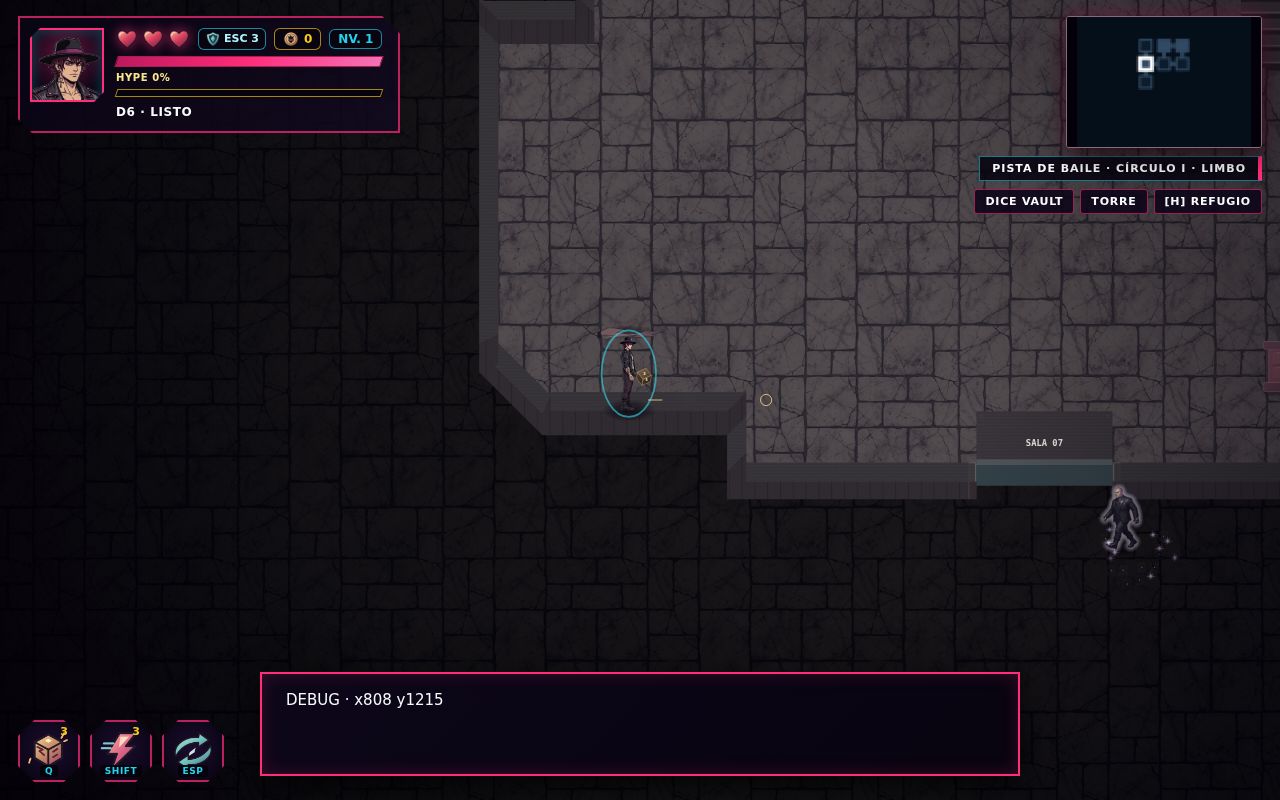 ESC 3
0
NV. 1
HYPE 0%
D6 · LISTO
PISTA DE BAILE · CÍRCULO I · LIMBO
DICE VAULT
TORRE
[H] REFUGIO
SALA 07
DEBUG · x808 y1215
3
Q
3
SHIFT
ESP